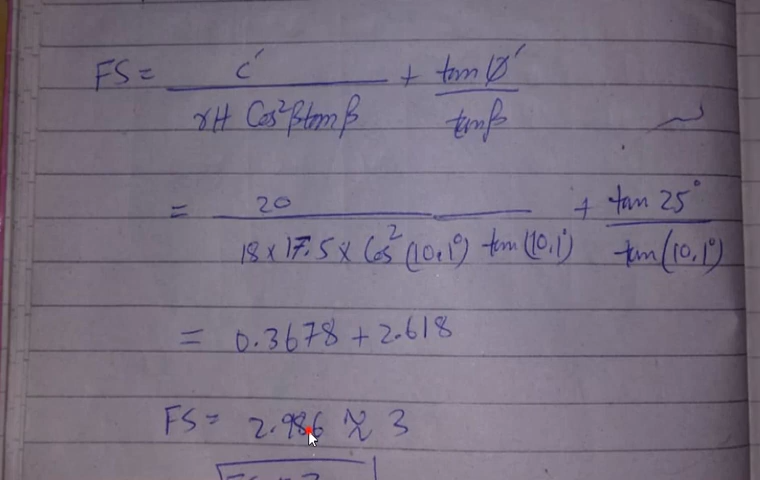 FS = c' / γH Cos²β tanβ + tan Ø' / tanβ
= 20 / 18 x 17.5 x Cos² (10.1°) tan (10.1°) + tan 25° / tan (10.1°)
= 0.3678 + 2.618
FS = 2.986 ≈ 3